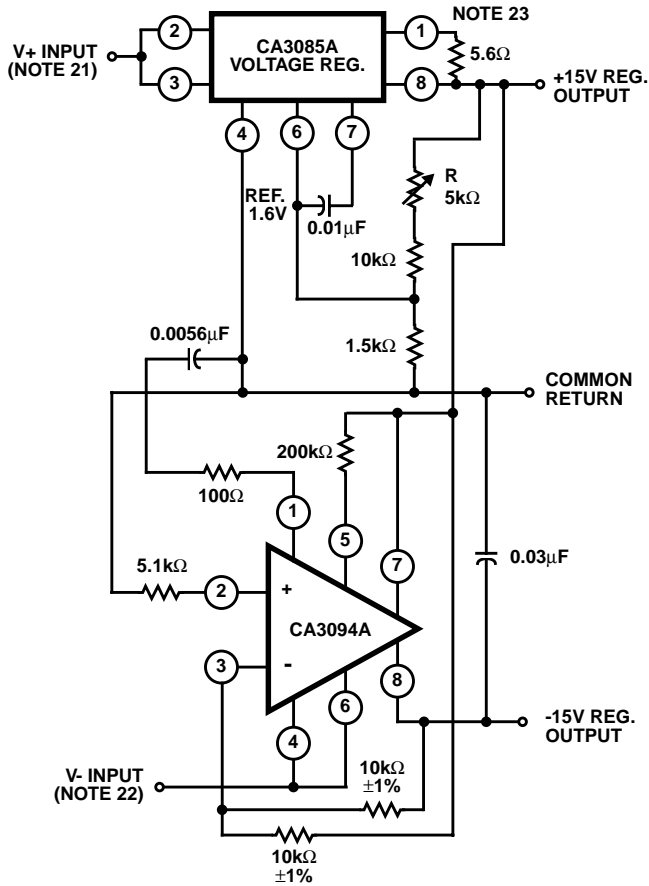 NOTE 23
V+ INPUT
(NOTE 21)
2
3
CA3085A
VOLTAGE REG.
1
8
5.6Ω
+15V REG.
OUTPUT
4
6
7
REF.
1.6V
0.01μF
R
5kΩ
10kΩ
1.5kΩ
0.0056μF
COMMON
RETURN
200kΩ
100Ω
1
5
7
0.03μF
5.1kΩ
2
+
CA3094A
3
-
8
6
4
-15V REG.
OUTPUT
V- INPUT
(NOTE 22)
10kΩ
±1%
10kΩ
±1%